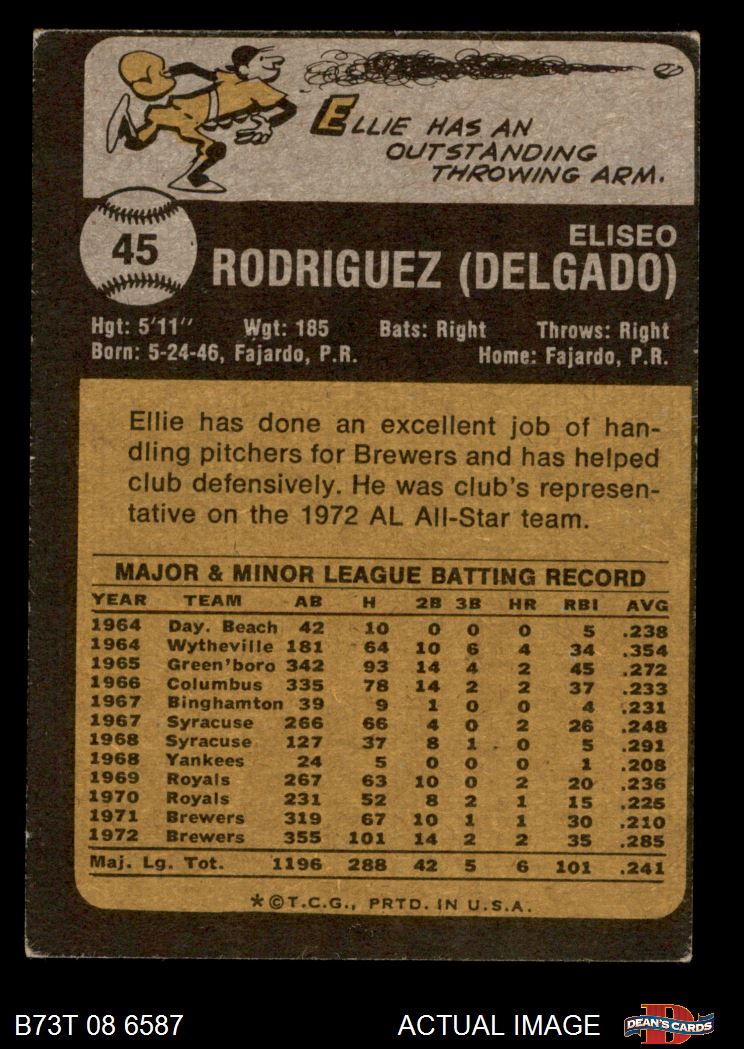 ELLIE HAS AN
OUTSTANDING
THROWING ARM.
45
ELISEO
RODRIGUEZ (DELGADO)
Hgt: 5'11" Wgt: 185 Bats: Right Throws: Right
Born: 5-24-46, Fajardo, P.R. Home: Fajardo, P.R.
Ellie has done an excellent job of han-
dling pitchers for Brewers and has helped
club defensively. He was club's represen-
tative on the 1972 AL All-Star team.
MAJOR & MINOR LEAGUE BATTING RECORD
YEAR TEAM AB H 2B 3B HR RBI AVG
1964 Day. Beach 42 10 0 0 0 5 .238
1964 Wytheville 181 64 10 6 4 34 .354
1965 Green'boro 342 93 14 4 2 45 .272
1966 Columbus 335 78 14 2 2 37 .233
1967 Binghamton 39 9 1 0 0 4 .231
1967 Syracuse 266 66 4 0 2 26 .248
1968 Syracuse 127 37 8 1 0 5 .291
1968 Yankees 24 5 0 0 0 1 .208
1969 Royals 267 63 10 0 2 20 .236
1970 Royals 231 52 8 2 1 15 .225
1971 Brewers 319 67 10 1 1 30 .210
1972 Brewers 355 101 14 2 2 35 .285
Maj. Lg. Tot. 1196 288 42 5 6 101 .241
*©T.C.G., PRTD. IN U.S.A.
B73T 08 6587 ACTUAL IMAGE DEAN'S CARDS